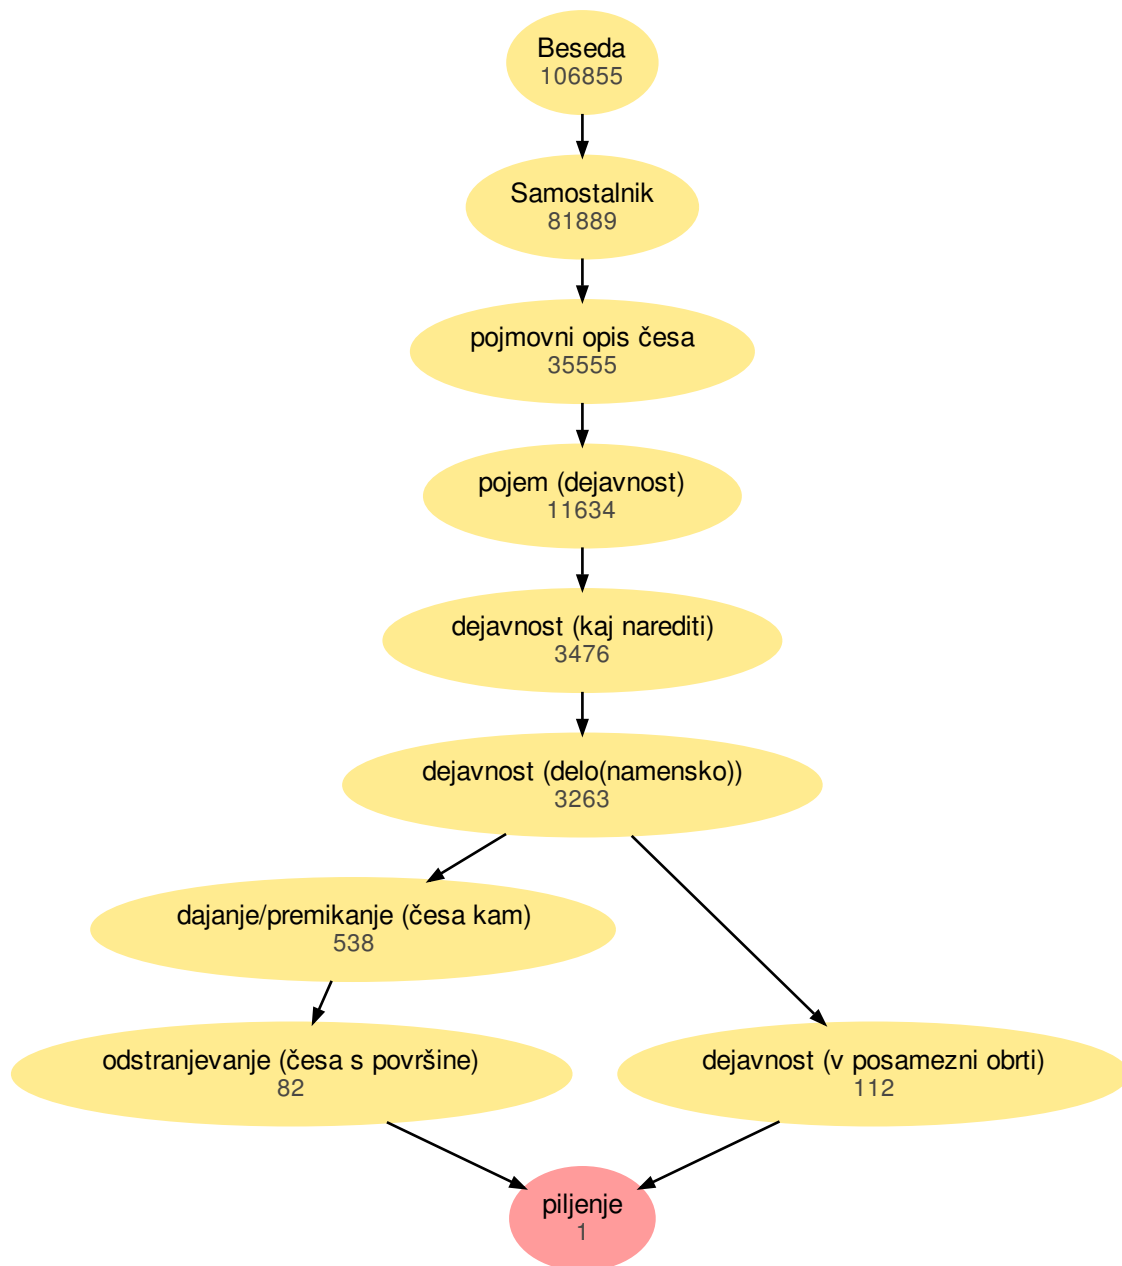 Beseda
106855
Samostalnik
81889
pojmovni opis česa
35555
pojem (dejavnost)
11634
dejavnost (kaj narediti)
3476
dejavnost (delo(namensko))
3263
dajanje/premikanje (česa kam)
538
odstranjevanje (česa s površine)
82
dejavnost (v posamezni obrti)
112
piljenje
1